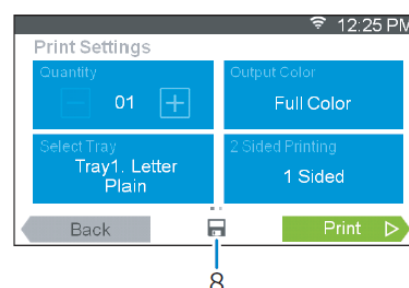 12:25 PM
Print Settings
Quantity
01
Output Color
Full Color
Select Tray
Tray1. Letter
Plain
2 Sided Printing
1 Sided
Back
Print
8